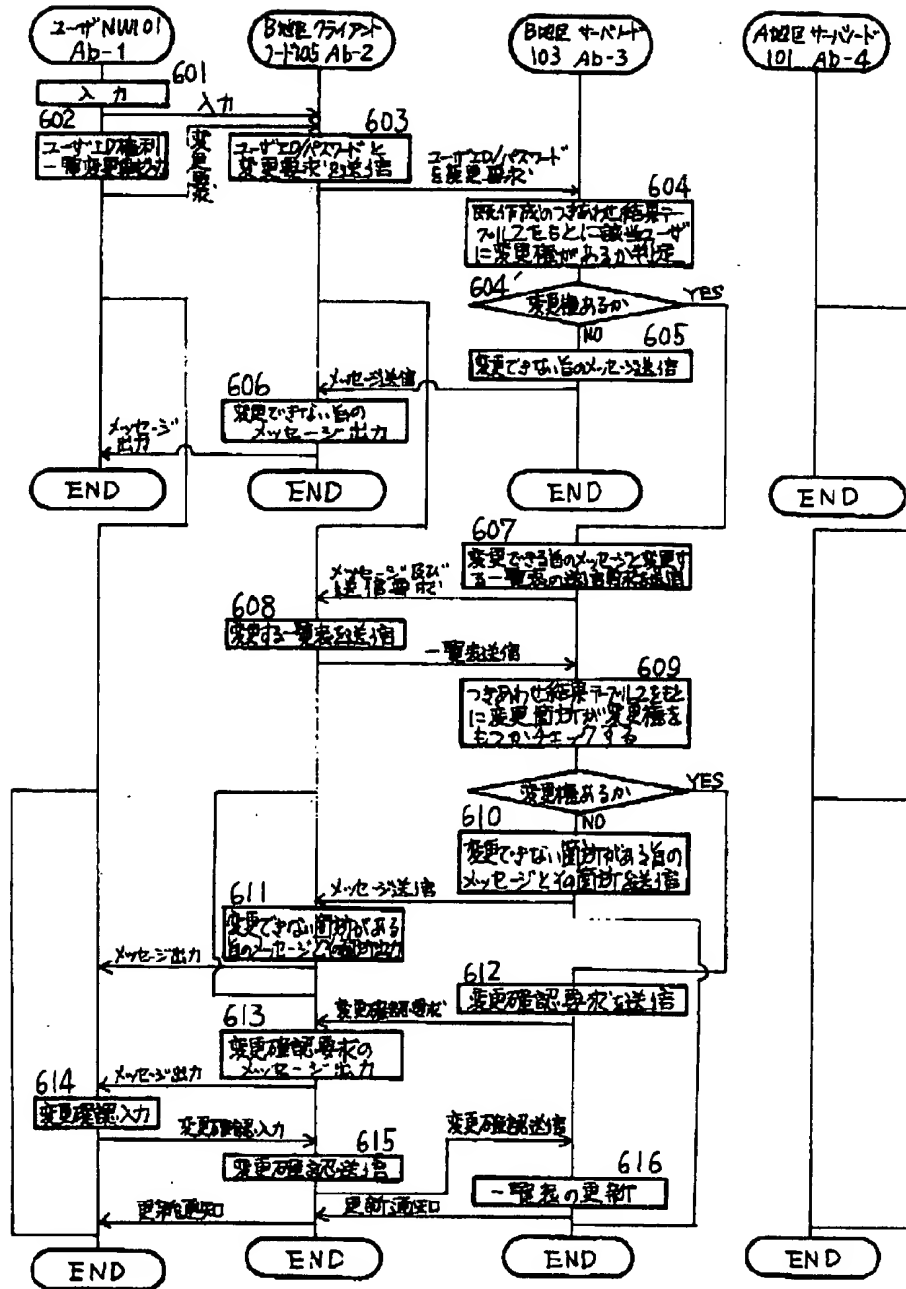 ユーザNW101
Ab-1
B地区 クライアント
ノード105 Ab-2
B地区 サーバノード
103 Ab-3
A地区 サーバノード
101 Ab-4
601
入力
入力
602
ユーザID権利
一覧変更要求入力
変更要求
603
ユーザID/パスワードと
変更要求を送信
ユーザID/パスワード
変更要求
604
既作成のつきあわせ結果テー
ブルZをもとに該当ユーザ
に変更権があるか判定
604'
変更権あるか
YES
NO
605
変更できない旨のメッセージ送信
メッセージ送信
606
変更できない旨の
メッセージ出力
メッセージ
出力
END
END
END
END
607
変更できる旨のメッセージと変更す
る一覧表の送信要求を送信
メッセージ及び
送信要求
608
変更する一覧表を送信
一覧表送信
609
つきあわせ結果テーブルZをもと
に変更箇所が変更権を
もつかチェックする
変更権あるか
YES
NO
610
変更できない箇所がある旨の
メッセージとその箇所を送信
メッセージ送信
611
変更できない箇所がある
旨のメッセージとその箇所出力
メッセージ出力
612
変更確認要求を送信
変更確認要求
613
変更確認要求の
メッセージ出力
メッセージ出力
614
変更確認入力
変更確認入力
615
変更確認送信
変更確認送信
616
一覧表の更新
更新通知
更新通知
END
END
END
END